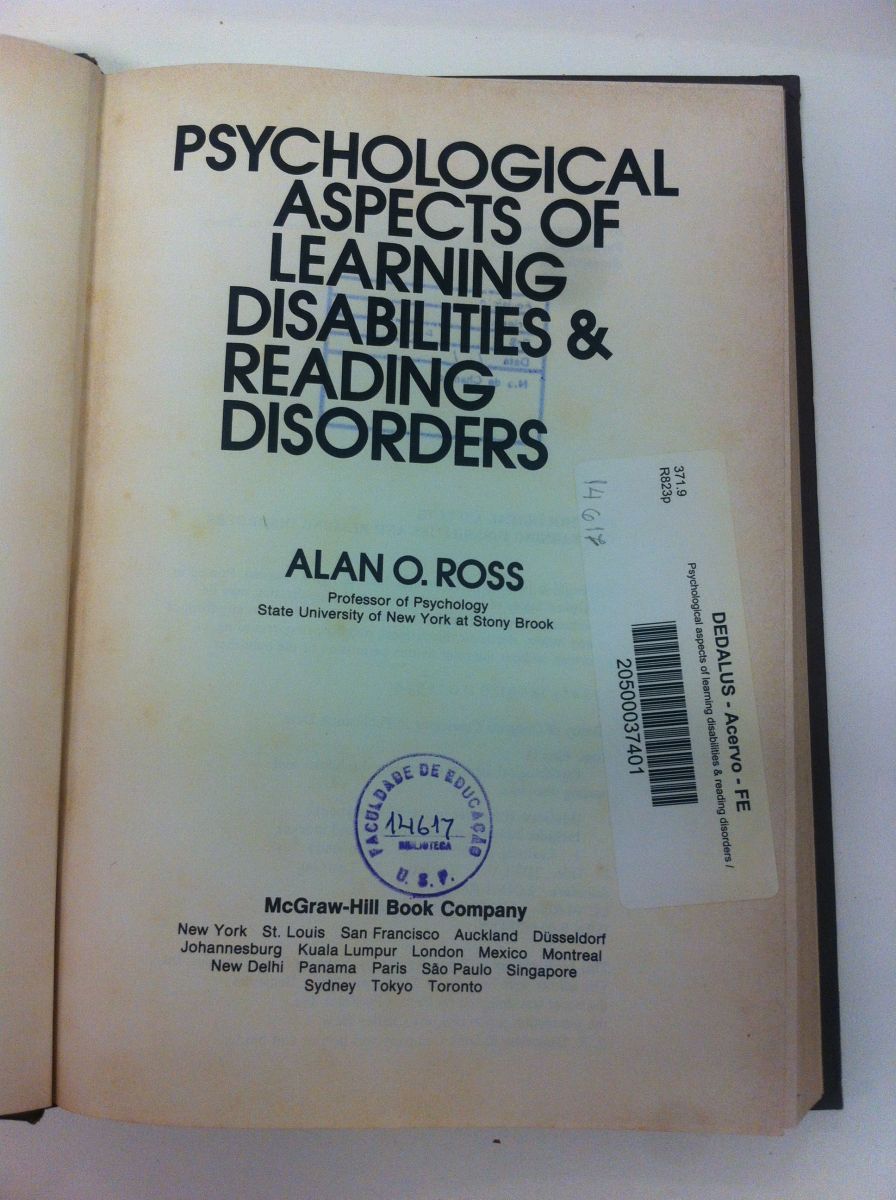 PSYCHOLOGICAL
ASPECTS OF
LEARNING
DISABILITIES &
READING
DISORDERS
ALAN O. ROSS
Professor of Psychology
State University of New York at Stony Brook
371.9
R823p
14617
DEDALUS - Acervo - FE
Psychological aspects of learning disabilities & reading disorders /
20500037401
FACULDADE DE EDUCAÇÃO
14617
BIBLIOTECA
U. S. P.
McGraw-Hill Book Company
New York St. Louis San Francisco Auckland Düsseldorf
Johannesburg Kuala Lumpur London Mexico Montreal
New Delhi Panama Paris São Paulo Singapore
Sydney Tokyo Toronto